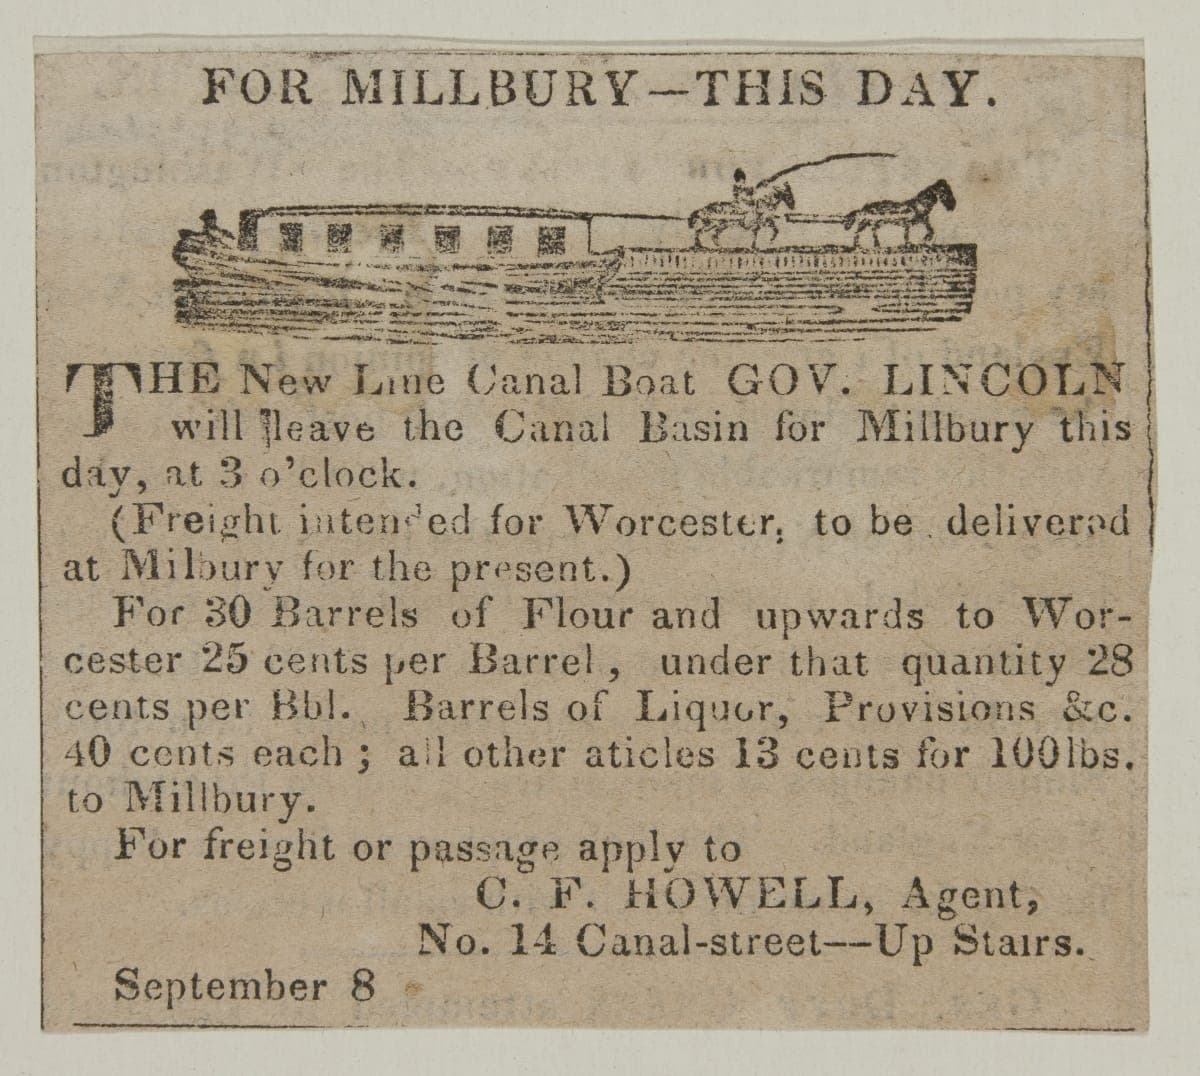 FOR MILLBURY—THIS DAY.
THE New Line Canal Boat GOV. LINCOLN
will leave the Canal Basin for Millbury this
day, at 3 o'clock.
(Freight intended for Worcester, to be delivered
at Milbury for the present.)
For 30 Barrels of Flour and upwards to Wor-
cester 25 cents per Barrel, under that quantity 28
cents per Bbl. Barrels of Liquor, Provisions &c.
40 cents each; all other aticles 13 cents for 100lbs.
to Millbury.
For freight or passage apply to
C. F. HOWELL, Agent,
No. 14 Canal-street—Up Stairs.
September 8